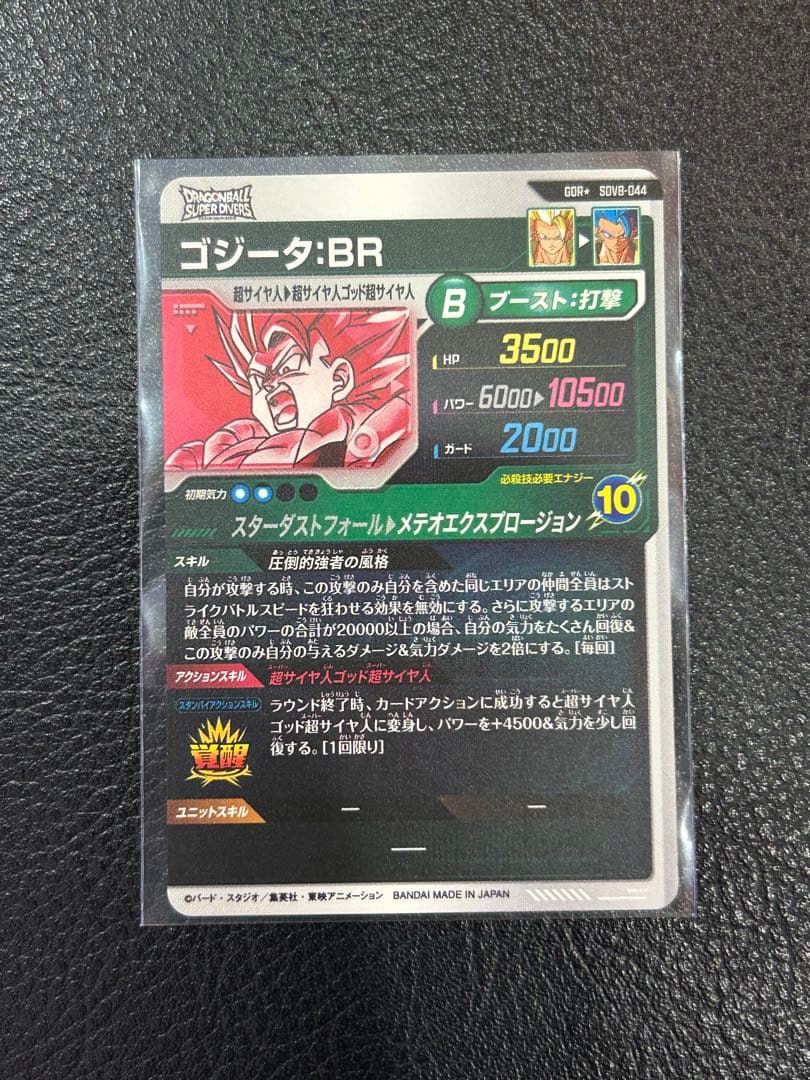 GDR★ SDV8-044
DRAGONBALL
SUPER DIVERS
ゴジータ:BR
超サイヤ人▶超サイヤ人ゴッド超サイヤ人
B ブースト:打撃
HP 3500
パワー 6000▶10500
ガード 2000
初期気力
必殺技必要エナジー
10
スターダストフォール▶メテオエクスプロージョン
スキル 圧倒的強者の風格
自分が攻撃する時、この攻撃のみ自分を含めた同じエリアの仲間全員はスト
ライクバトルスピードを狂わせる効果を無効にする。さらに攻撃するエリアの
敵全員のパワーの合計が20000以上の場合、自分の気力をたくさん回復&
この攻撃のみ自分の与えるダメージ&気力ダメージを2倍にする。[毎回]
アクションスキル 超サイヤ人ゴッド超サイヤ人
スタンバイアクションスキル
覚醒
ラウンド終了時、カードアクションに成功すると超サイヤ人
ゴッド超サイヤ人に変身し、パワーを+4500&気力を少し回
復する。[1回限り]
ユニットスキル ー ー
ー
©バード・スタジオ/集英社・東映アニメーション BANDAI MADE IN JAPAN